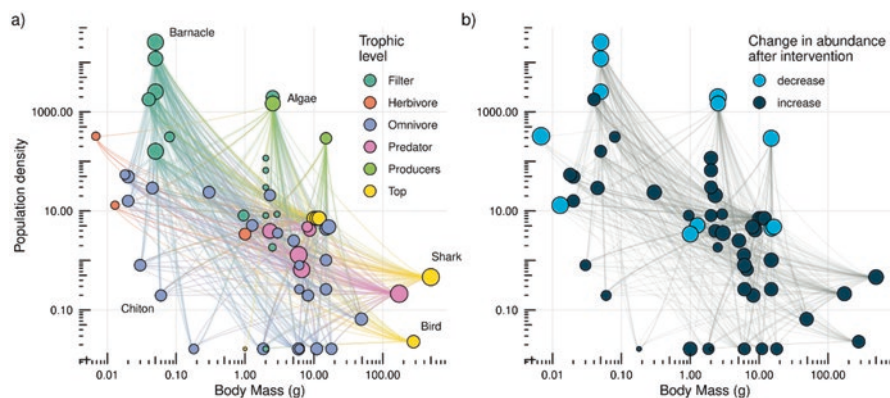 a)
Barnacle
Trophic
level
Filter
Herbivore
Omnivore
Predator
Producers
Top
Algae
Shark
Chiton
Bird
Population density
1000.00
10.00
0.10
0.01
0.10
1.00
10.00
100.00
Body Mass (g)
b)
Change in abundance
after intervention
decrease
increase
1000.00
10.00
0.10
0.01
0.10
1.00
10.00
100.00
Body Mass (g)